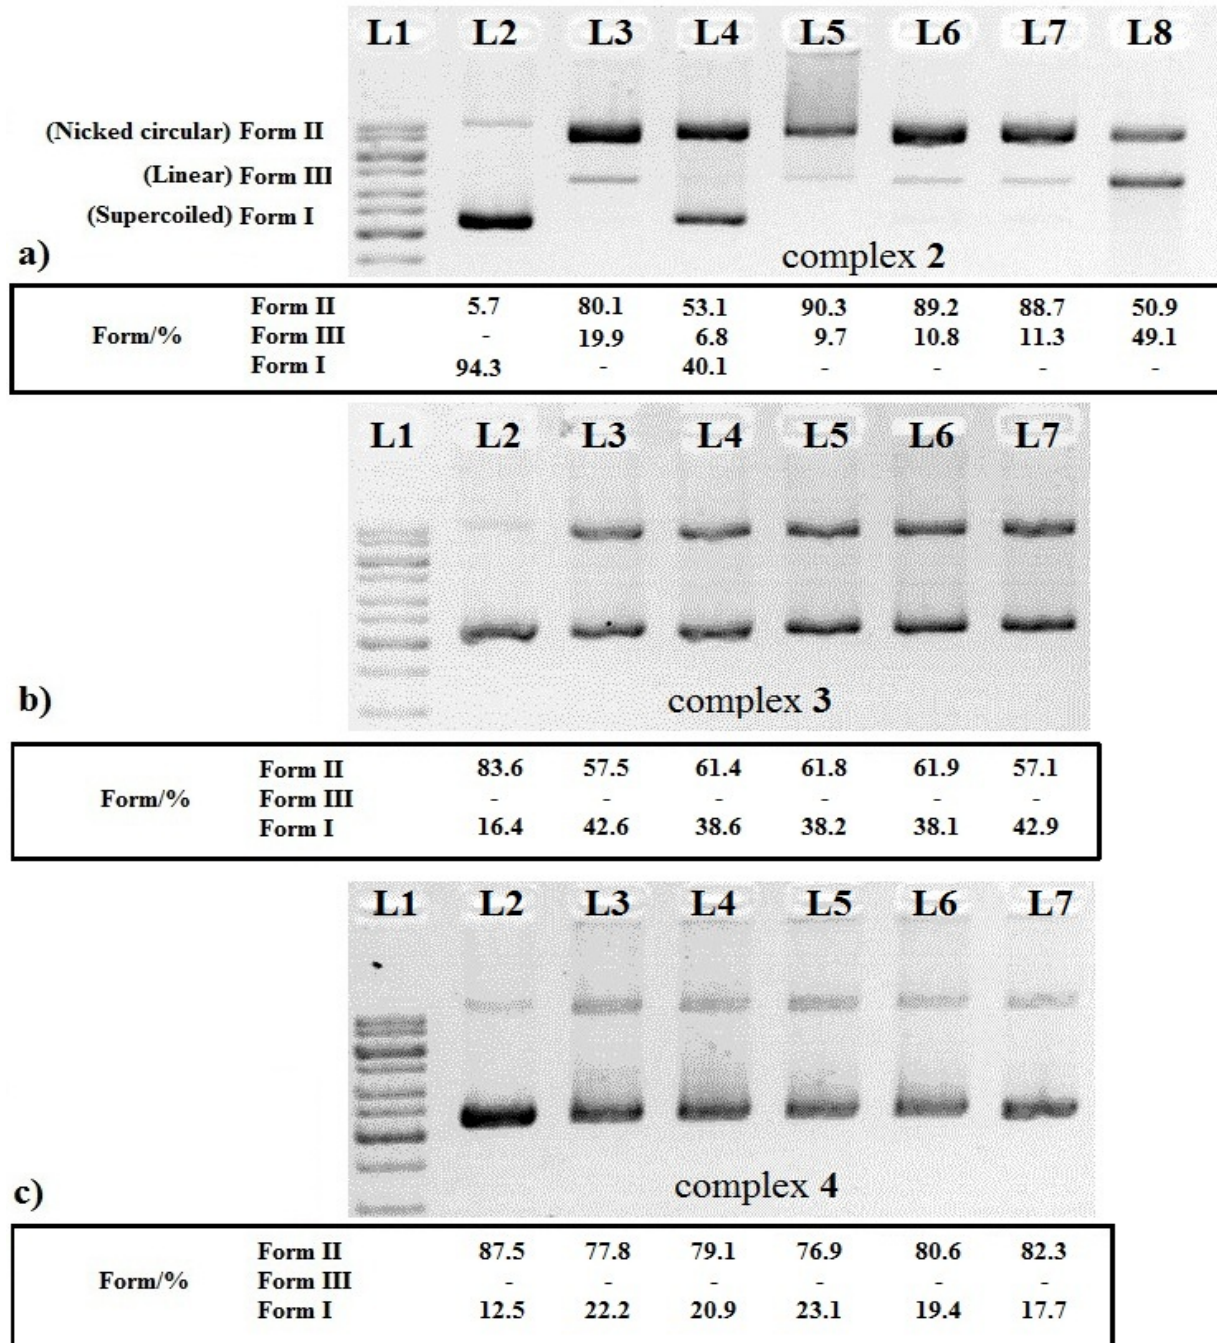 L1 L2 L3 L4 L5 L6 L7 L8
(Nicked circular) Form II
(Linear) Form III
(Supercoiled) Form I
a)
complex 2
Form II 5.7 80.1 53.1 90.3 89.2 88.7 50.9
Form/% Form III - 19.9 6.8 9.7 10.8 11.3 49.1
Form I 94.3 - 40.1 - - - -
L1 L2 L3 L4 L5 L6 L7
b)
complex 3
Form II 83.6 57.5 61.4 61.8 61.9 57.1
Form/% Form III - - - - - -
Form I 16.4 42.6 38.6 38.2 38.1 42.9
L1 L2 L3 L4 L5 L6 L7
c)
complex 4
Form II 87.5 77.8 79.1 76.9 80.6 82.3
Form/% Form III - - - - - -
Form I 12.5 22.2 20.9 23.1 19.4 17.7